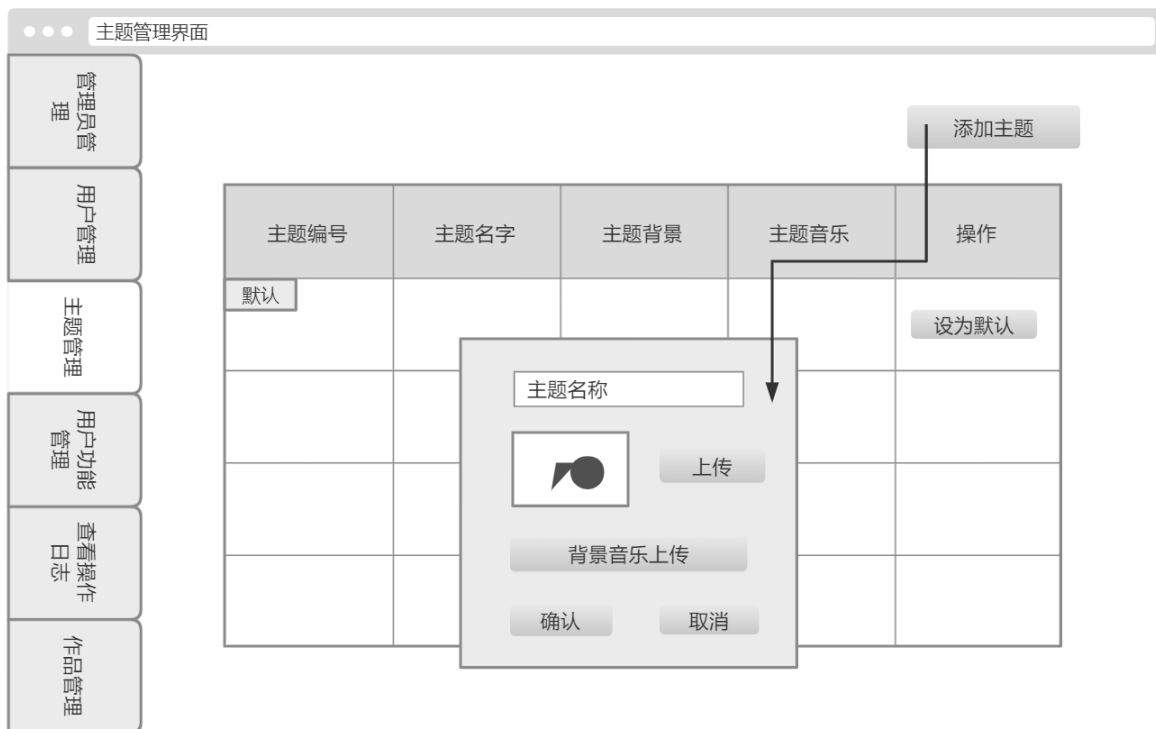 主题管理界面
管理员管
理
用户管理
主题管理
用户功能
管理
查看操作
日志
作品管理
添加主题
主题编号 主题名字 主题背景 主题音乐 操作
默认
设为默认
主题名称
上传
背景音乐上传
确认 取消